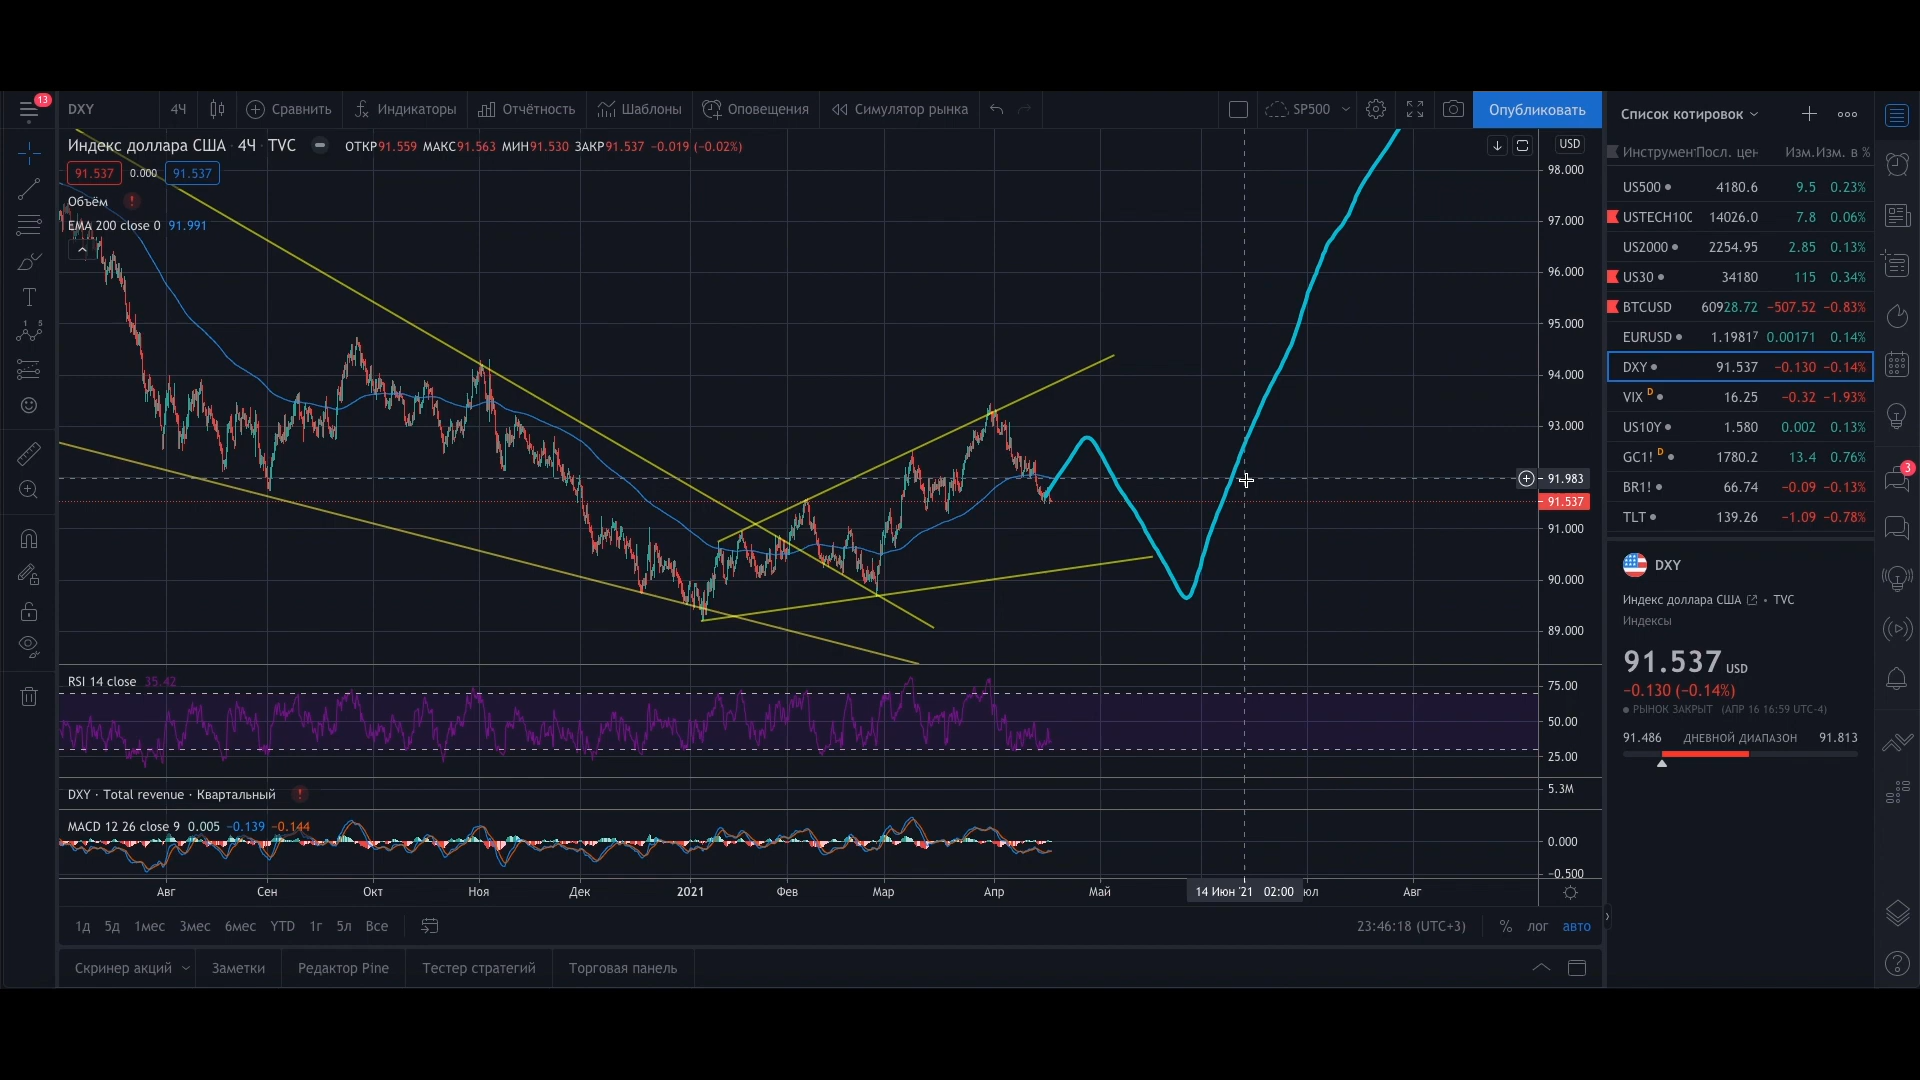 13
DXY
4Ч
Сравнить
Индикаторы
Отчётность
Шаблоны
Оповещения
Симулятор рынка
SP500
Опубликовать
Индекс доллара США · 4Ч · TVC
ОТКР91.559 МАКС91.563 МИН91.530 ЗАКР91.537 −0.019 (−0.02%)
USD
91.537 0.000 91.537
Объём !
EMA 200 close 0 91.991
98.000
97.000
96.000
95.000
94.000
93.000
91.983
91.537
91.000
90.000
89.000
RSI 14 close 35.42
75.00
50.00
25.00
DXY · Total revenue · Квартальный !
5.3M
MACD 12 26 close 9 0.005 −0.139 −0.144
0.000
−0.500
Авг Сен Окт Ноя Дек 2021 Фев Мар Апр Май 14 Июн '21 02:00 юл Авг
1д 5д 1мес 3мес 6мес YTD 1г 5л Все
23:46:18 (UTC+3) % лог авто
Скринер акций Заметки Редактор Pine Тестер стратегий Торговая панель
Список котировок
Инструмент Посл. цен Изм. Изм. в %
US500 4180.6 9.5 0.23%
USTECH100 14026.0 7.8 0.06%
US2000 2254.95 2.85 0.13%
US30 34180 115 0.34%
BTCUSD 60928.72 −507.52 −0.83%
EURUSD 1.19817 0.00171 0.14%
DXY 91.537 −0.130 −0.14%
VIX D 16.25 −0.32 −1.93%
US10Y 1.580 0.002 0.13%
GC1! D 1780.2 13.4 0.76%
BR1! 66.74 −0.09 −0.13%
TLT 139.26 −1.09 −0.78%
3
DXY
Индекс доллара США • TVC
Индексы
91.537 USD
−0.130 (−0.14%)
РЫНОК ЗАКРЫТ (АПР 16 16:59 UTC-4)
91.486 ДНЕВНОЙ ДИАПАЗОН 91.813